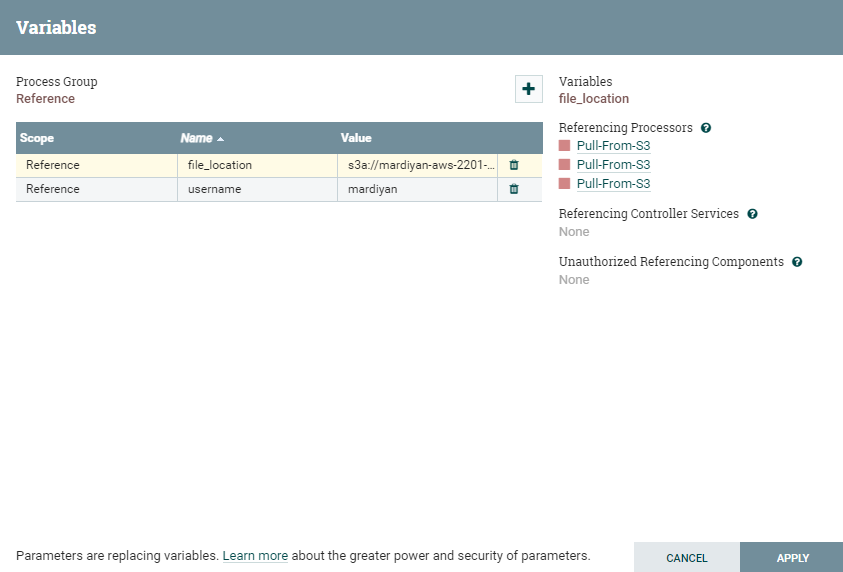 Variables
Process Group
Reference
Scope Name Value
Reference file_location s3a://mardiyan-aws-2201-...
Reference username mardiyan
Variables
file_location
Referencing Processors
Pull-From-S3
Pull-From-S3
Pull-From-S3
Referencing Controller Services
None
Unauthorized Referencing Components
None
Parameters are replacing variables. Learn more about the greater power and security of parameters.
CANCEL APPLY